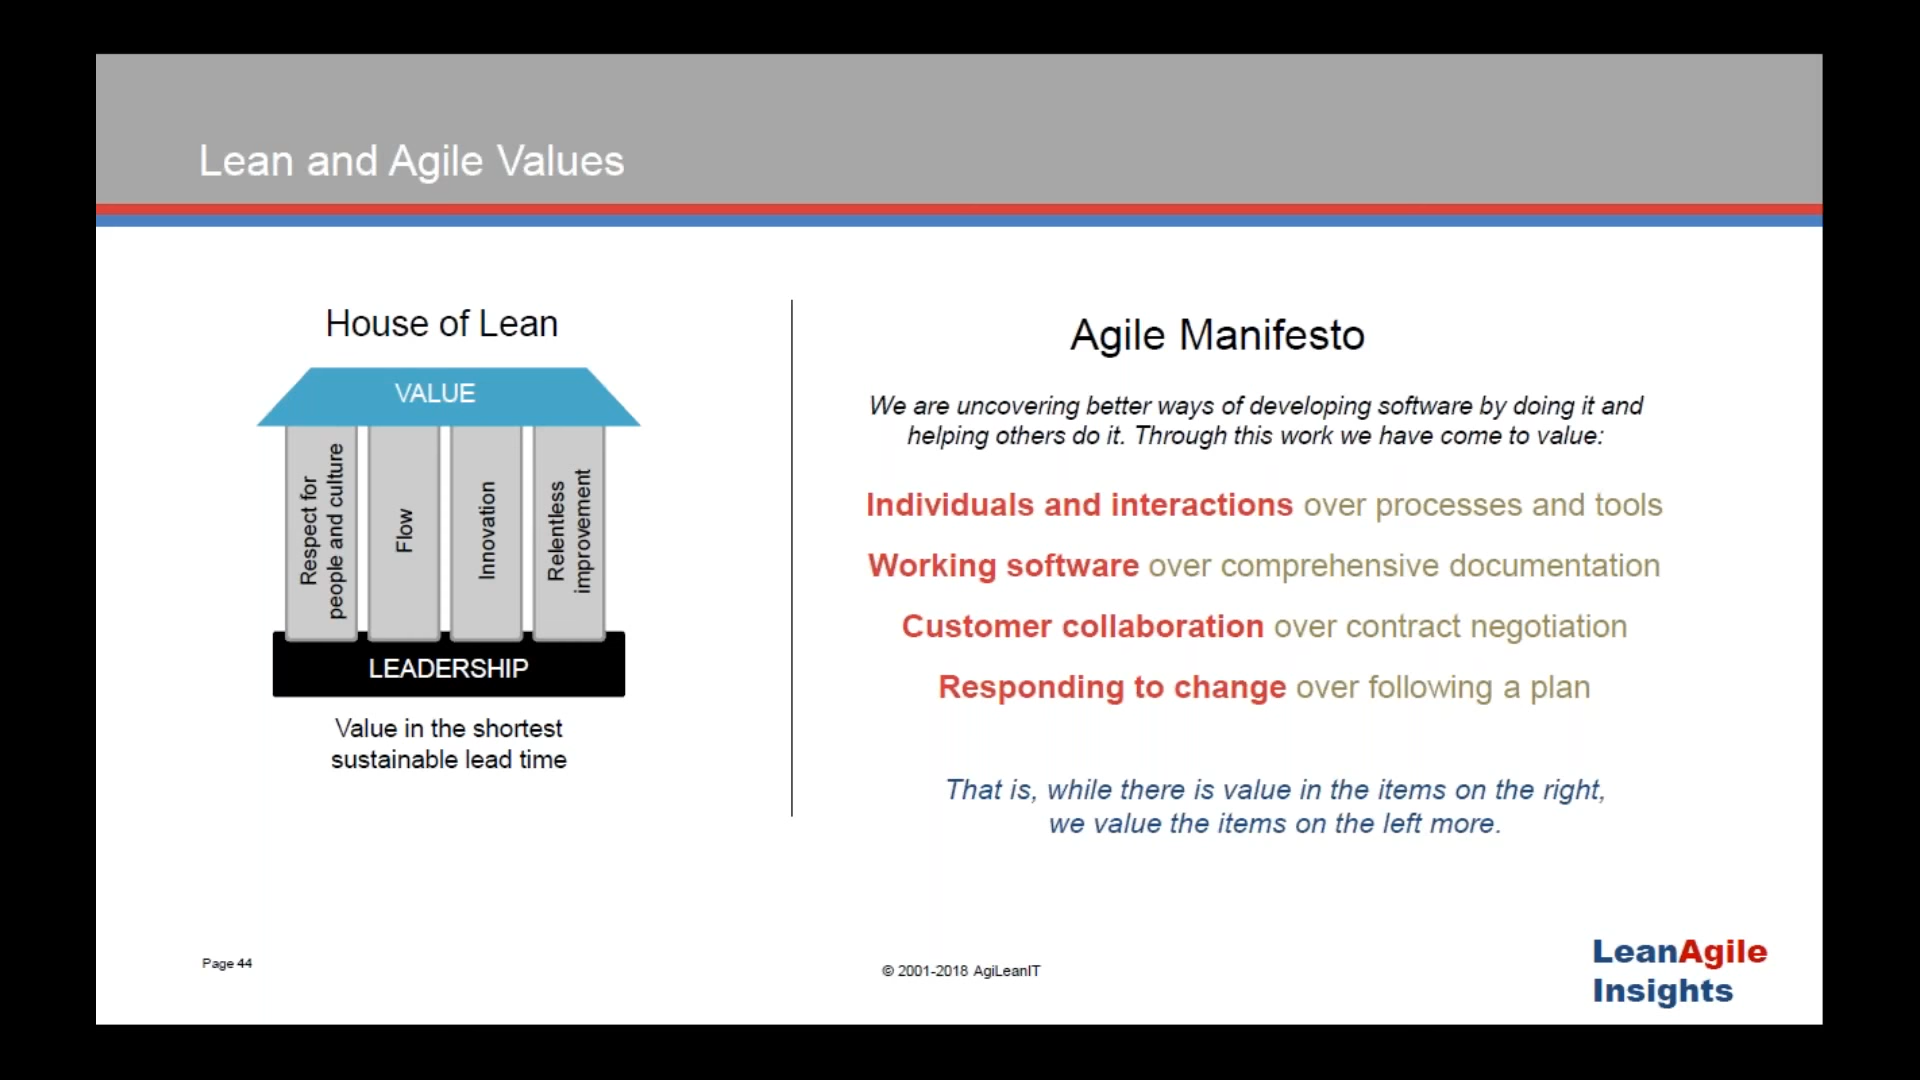 Lean and Agile Values
House of Lean
VALUE
Respect for
people and culture
Flow
Innovation
Relentless
improvement
LEADERSHIP
Value in the shortest
sustainable lead time
Agile Manifesto
We are uncovering better ways of developing software by doing it and
helping others do it. Through this work we have come to value:
Individuals and interactions over processes and tools
Working software over comprehensive documentation
Customer collaboration over contract negotiation
Responding to change over following a plan
That is, while there is value in the items on the right,
we value the items on the left more.
Page 44
© 2001-2018 AgiLeanIT
LeanAgile
Insights